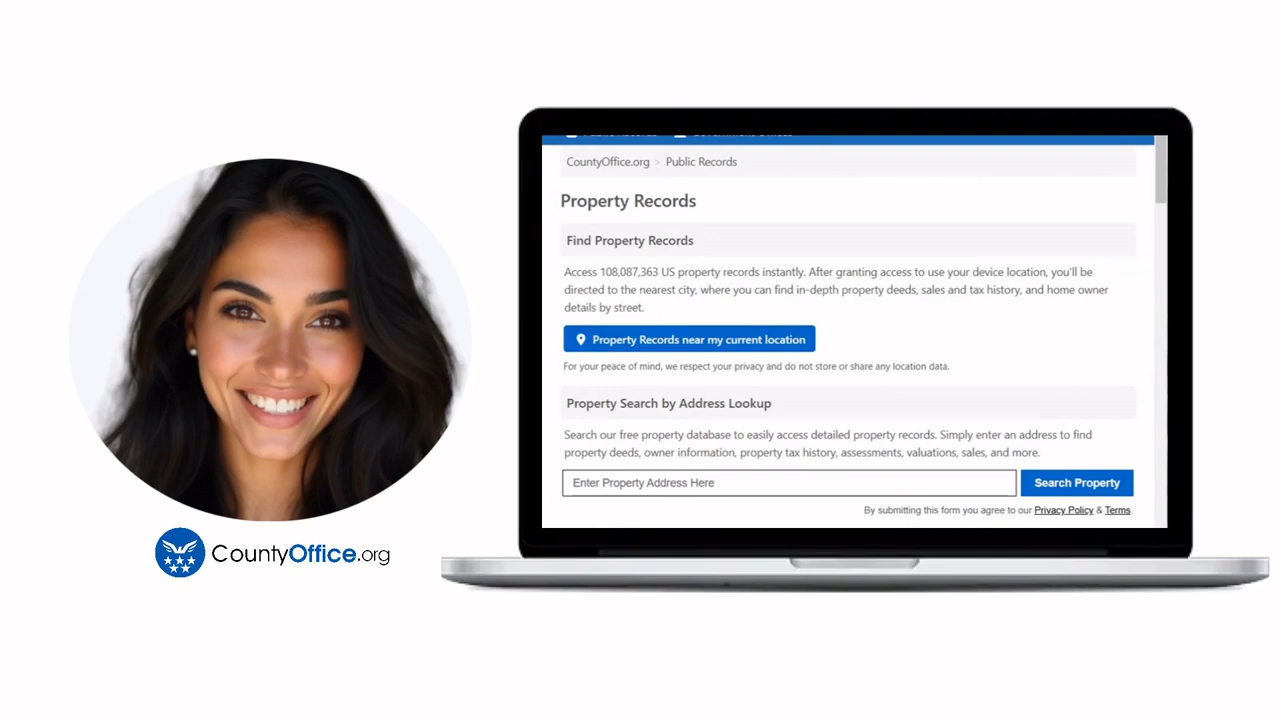 CountyOffice.org > Public Records
Property Records
Find Property Records
Access 108,087,363 US property records instantly. After granting access to use your device location, you'll be
directed to the nearest city, where you can find in-depth property deeds, sales and tax history, and home owner
details by street.
Property Records near my current location
For your peace of mind, we respect your privacy and do not store or share any location data.
Property Search by Address Lookup
Search our free property database to easily access detailed property records. Simply enter an address to find
property deeds, owner information, property tax history, assessments, valuations, sales, and more.
Enter Property Address Here
Search Property
By submitting this form you agree to our Privacy Policy & Terms.
CountyOffice.org